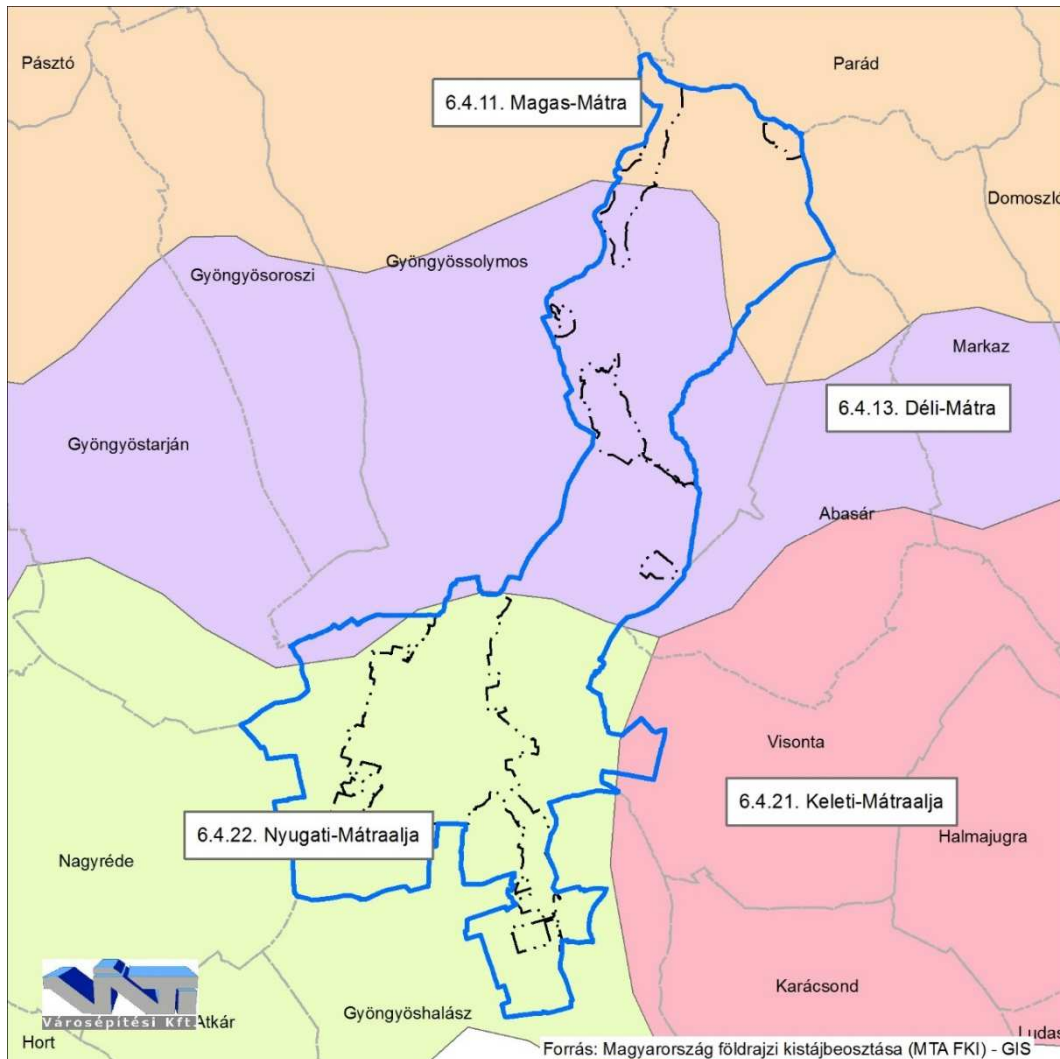 Pásztó
Parád
6.4.11. Magas-Mátra
Domoszló
Gyöngyösoroszi
Gyöngyössolymos
Markaz
6.4.13. Déli-Mátra
Gyöngyöstarján
Abasár
Visonta
6.4.21. Keleti-Mátraalja
6.4.22. Nyugati-Mátraalja
Halmajugra
Nagyréde
Karácsond
VÁTI
Városépítési Kft.
Atkár
Gyöngyöshalász
Ludas
Hort
Forrás: Magyarország földrajzi kistájbeosztása (MTA FKI) - GIS